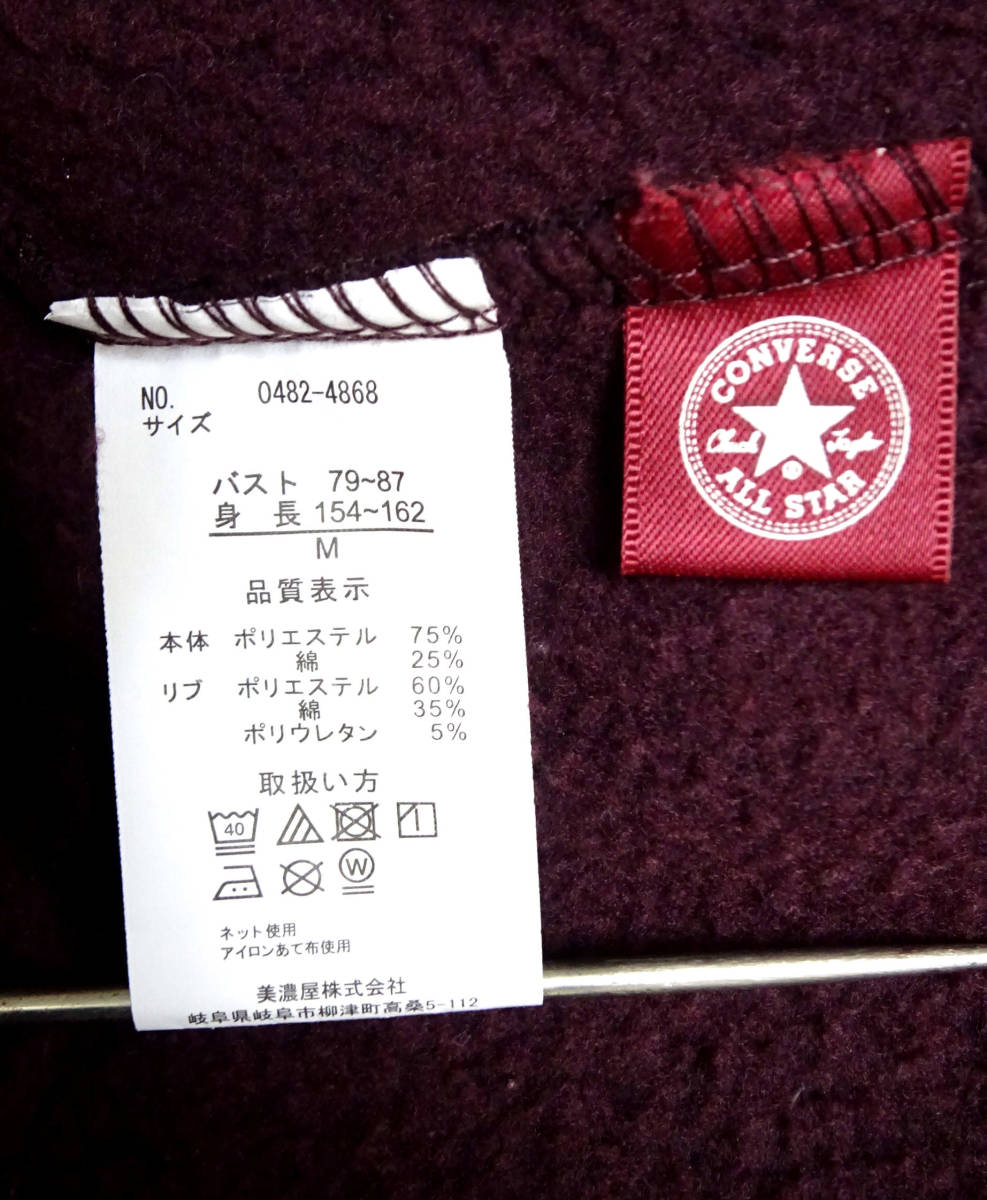 NO. 0482-4868
サイズ
バスト 79~87
身 長 154~162
M
品質表示
本体 ポリエステル 75%
綿 25%
リブ ポリエステル 60%
綿 35%
ポリウレタン 5%
取扱い方
40
W
ネット使用
アイロンあて布使用
美濃屋株式会社
岐阜県岐阜市柳津町高桑5-112
CONVERSE
Chuck Taylor
ALL STAR